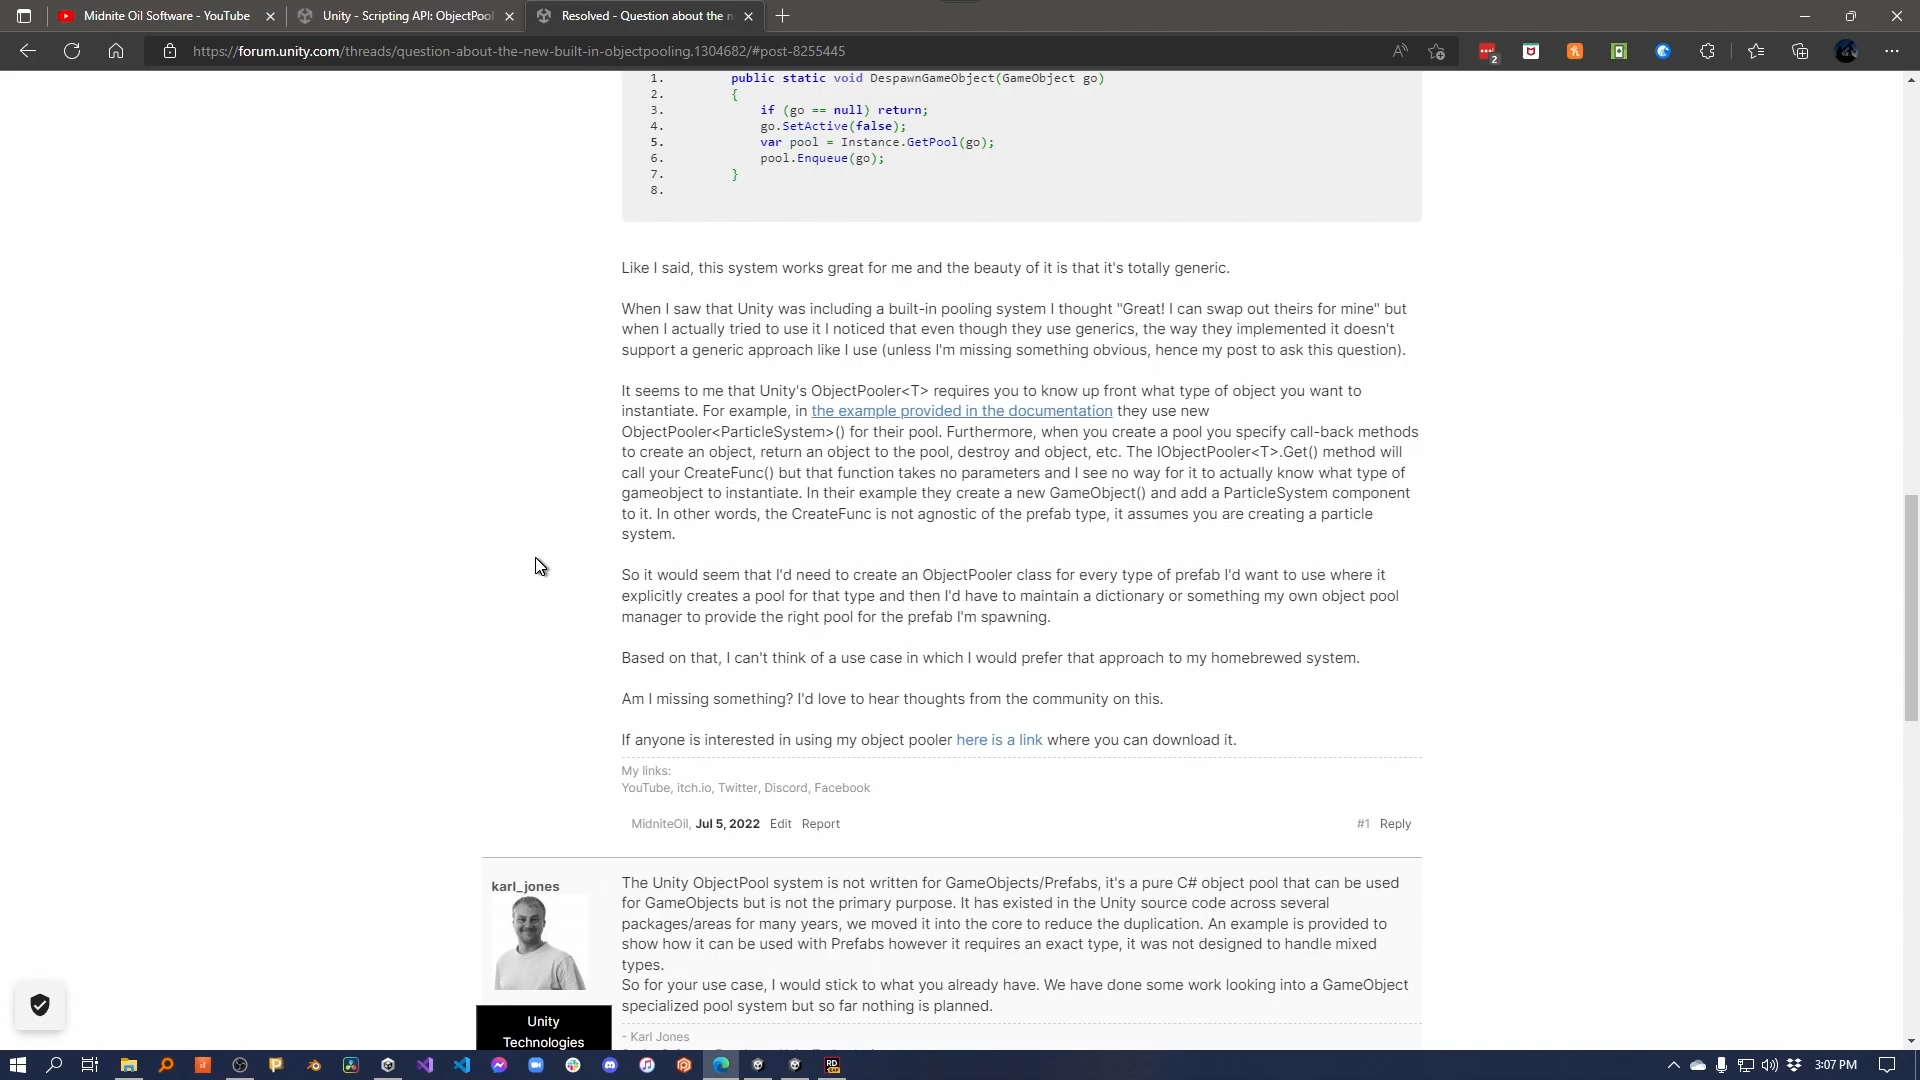 Midnite Oil Software - YouTube
Unity - Scripting API: ObjectPool
Resolved - Question about the n
https://forum.unity.com/threads/question-about-the-new-built-in-objectpooling.1304682/#post-8255445
2
1. public static void DespawnGameObject(GameObject go)
2. {
3. if (go == null) return;
4. go.SetActive(false);
5. var pool = Instance.GetPool(go);
6. pool.Enqueue(go);
7. }
8.
Like I said, this system works great for me and the beauty of it is that it's totally generic.
When I saw that Unity was including a built-in pooling system I thought "Great! I can swap out theirs for mine" but
when I actually tried to use it I noticed that even though they use generics, the way they implemented it doesn't
support a generic approach like I use (unless I'm missing something obvious, hence my post to ask this question).
It seems to me that Unity's ObjectPooler<T> requires you to know up front what type of object you want to
instantiate. For example, in the example provided in the documentation they use new
ObjectPooler<ParticleSystem>() for their pool. Furthermore, when you create a pool you specify call-back methods
to create an object, return an object to the pool, destroy and object, etc. The IObjectPooler<T>.Get() method will
call your CreateFunc() but that function takes no parameters and I see no way for it to actually know what type of
gameobject to instantiate. In their example they create a new GameObject() and add a ParticleSystem component
to it. In other words, the CreateFunc is not agnostic of the prefab type, it assumes you are creating a particle
system.
So it would seem that I'd need to create an ObjectPooler class for every type of prefab I'd want to use where it
explicitly creates a pool for that type and then I'd have to maintain a dictionary or something my own object pool
manager to provide the right pool for the prefab I'm spawning.
Based on that, I can't think of a use case in which I would prefer that approach to my homebrewed system.
Am I missing something? I'd love to hear thoughts from the community on this.
If anyone is interested in using my object pooler here is a link where you can download it.
My links:
YouTube, itch.io, Twitter, Discord, Facebook
MidniteOil, Jul 5, 2022 Edit Report #1 Reply
karl_jones
The Unity ObjectPool system is not written for GameObjects/Prefabs, it's a pure C# object pool that can be used
for GameObjects but is not the primary purpose. It has existed in the Unity source code across several
packages/areas for many years, we moved it into the core to reduce the duplication. An example is provided to
show how it can be used with Prefabs however it requires an exact type, it was not designed to handle mixed
types.
So for your use case, I would stick to what you already have. We have done some work looking into a GameObject
specialized pool system but so far nothing is planned.
Unity
Technologies
- Karl Jones
3:07 PM